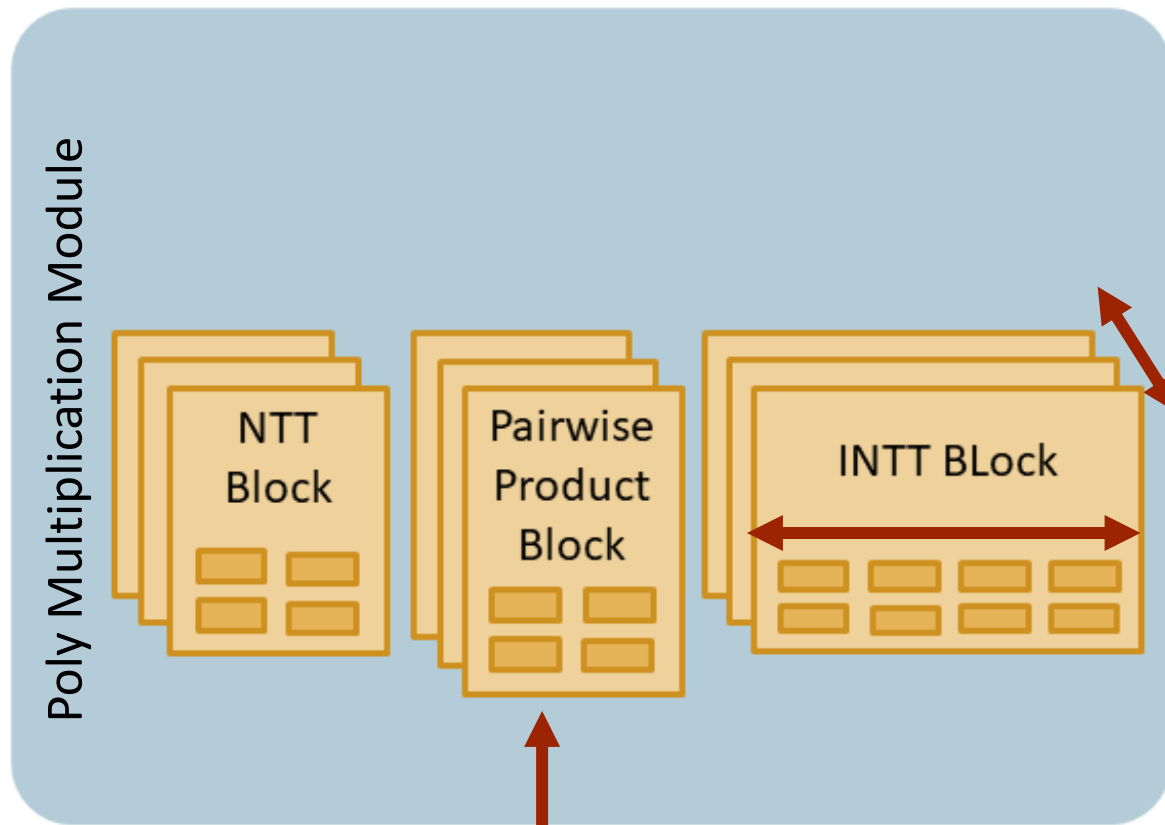 Poly Multiplication Module
NTT
Block
Pairwise
Product
Block
INTT BLock